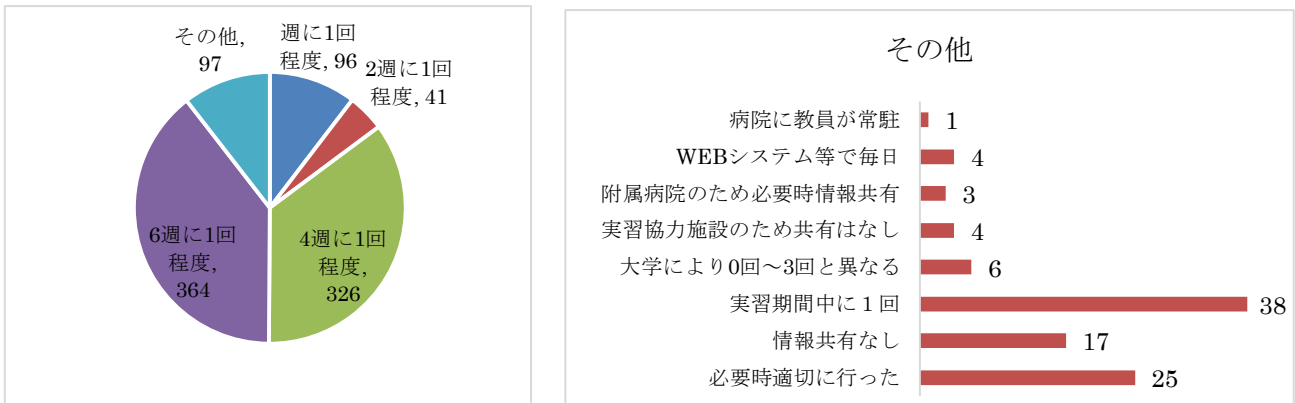 その他,
97
週に1回
程度, 96
2週に1回
程度, 41
6週に1回
程度,
364
4週に1回
程度,
326
その他
病院に教員が常駐 1
WEBシステム等で毎日 4
附属病院のため必要時情報共有 3
実習協力施設のため共有はなし 4
大学により0回～3回と異なる 6
実習期間中に１回 38
情報共有なし 17
必要時適切に行った 25